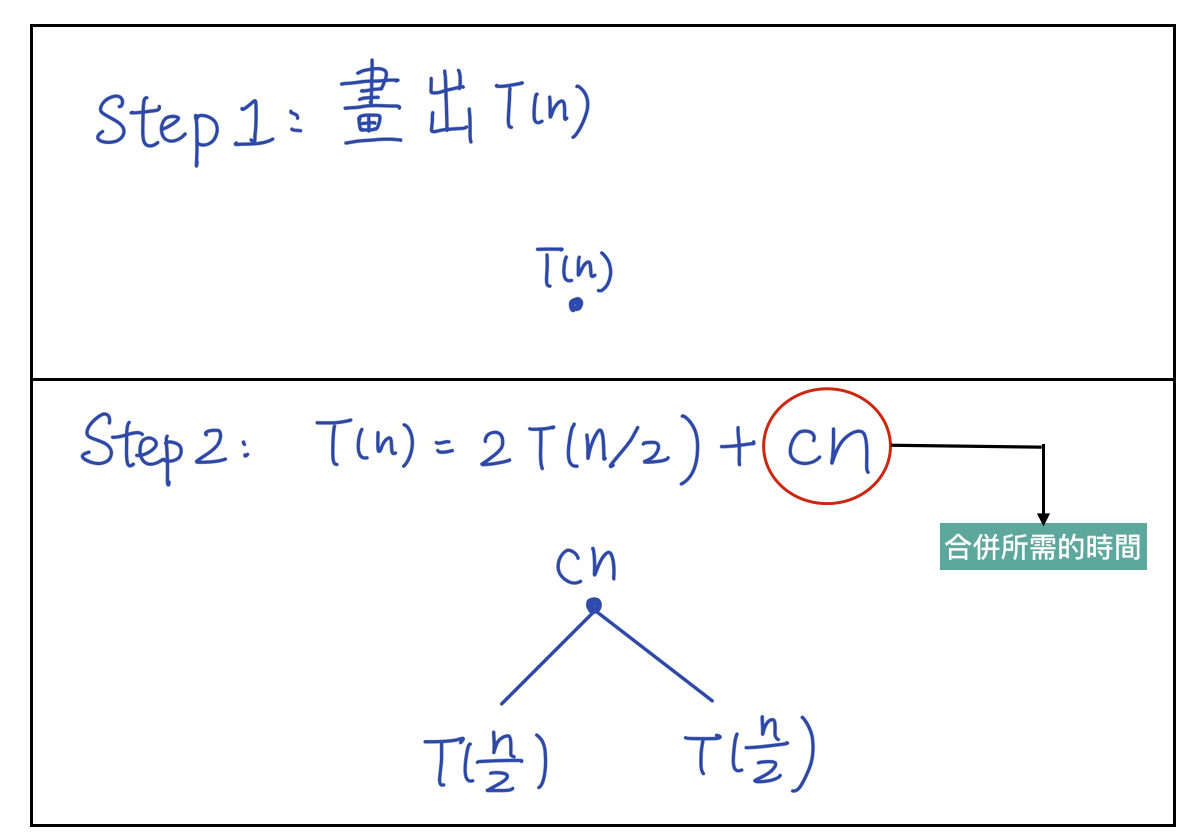 Step 1: 畫出 T(n)
T(n)
Step 2: T(n) = 2T(n/2) + cn
合併所需的時間
cn
T(n/2) T(n/2)